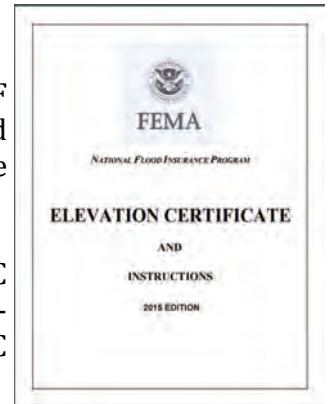 F
d
e
C
-
C
FEMA
NATIONAL FLOOD INSURANCE PROGRAM
ELEVATION CERTIFICATE
AND
INSTRUCTIONS
2015 EDITION